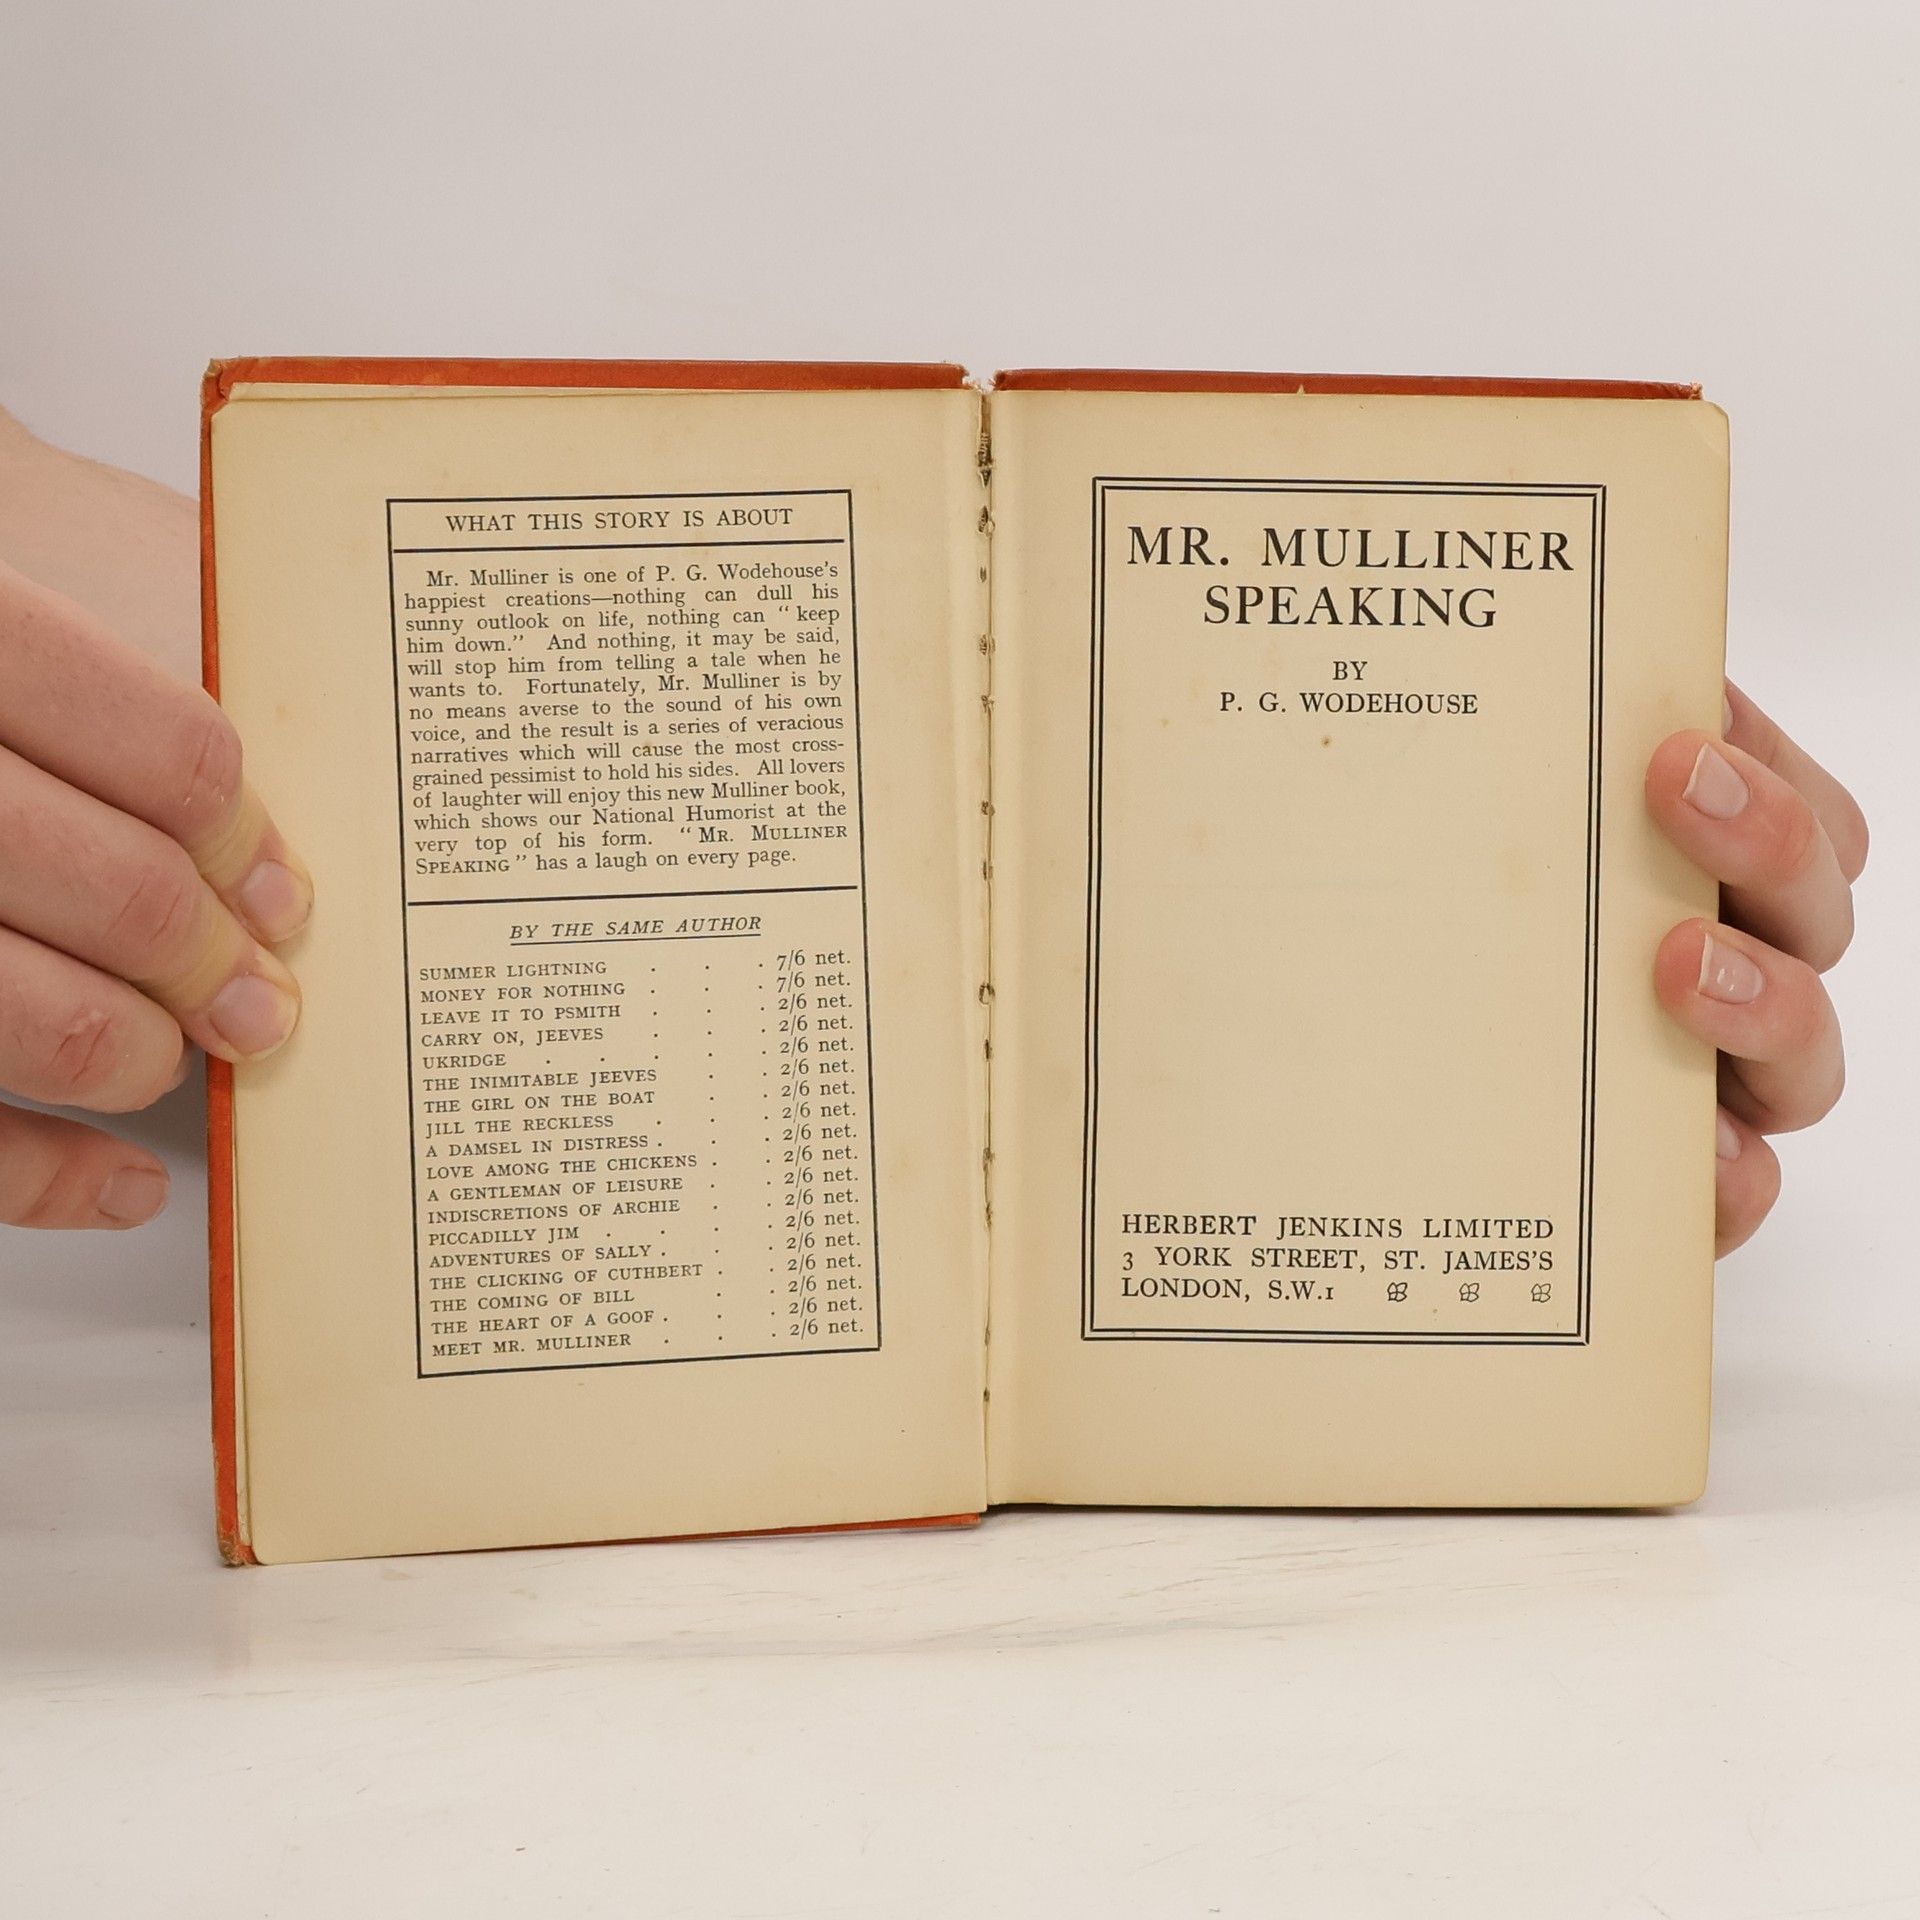 WHAT THIS STORY IS ABOUT
Mr. Mulliner is one of P. G. Wodehouse's
happiest creations—nothing can dull his
sunny outlook on life, nothing can “ keep
him down.” And nothing, it may be said,
will stop him from telling a tale when he
wants to. Fortunately, Mr. Mulliner is by
no means averse to the sound of his own
voice, and the result is a series of veracious
narratives which will cause the most cross-
grained pessimist to hold his sides. All lovers
of laughter will enjoy this new Mulliner book,
which shows our National Humorist at the
very top of his form. “ MR. MULLINER
SPEAKING ” has a laugh on every page.
BY THE SAME AUTHOR
SUMMER LIGHTNING . . . 7/6 net.
MONEY FOR NOTHING . . . 7/6 net.
LEAVE IT TO PSMITH . . . 2/6 net.
CARRY ON, JEEVES . . . 2/6 net.
UKRIDGE . . . . . 2/6 net.
THE INIMITABLE JEEVES . . 2/6 net.
THE GIRL ON THE BOAT . . 2/6 net.
JILL THE RECKLESS . . . 2/6 net.
A DAMSEL IN DISTRESS . . . 2/6 net.
LOVE AMONG THE CHICKENS . . 2/6 net.
A GENTLEMAN OF LEISURE . . 2/6 net.
INDISCRETIONS OF ARCHIE . . 2/6 net.
PICCADILLY JIM . . . . 2/6 net.
ADVENTURES OF SALLY . . . 2/6 net.
THE CLICKING OF CUTHBERT . . 2/6 net.
THE COMING OF BILL . . 2/6 net.
THE HEART OF A GOOF . . . 2/6 net.
MEET MR. MULLINER . . . 2/6 net.
MR. MULLINER
SPEAKING
BY
P. G. WODEHOUSE
HERBERT JENKINS LIMITED
3 YORK STREET, ST. JAMES'S
LONDON, S.W.1